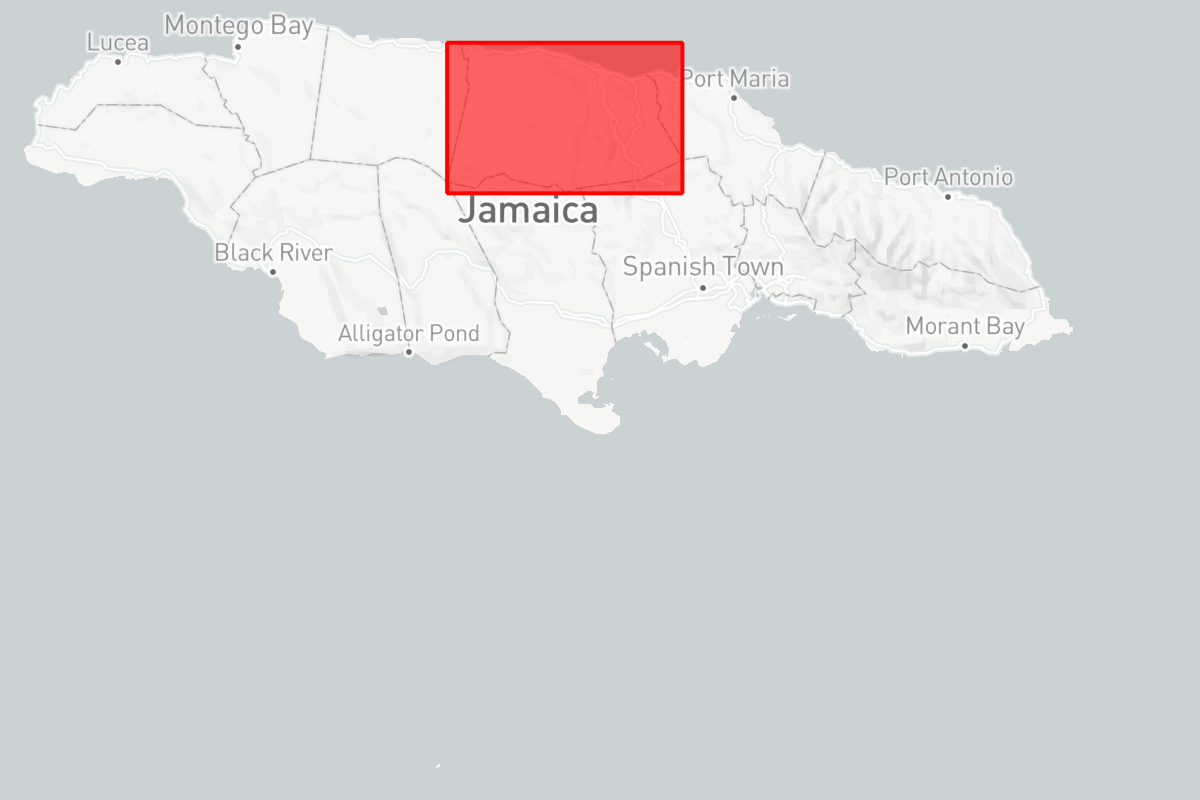 Montego Bay
Lucea
Port Maria
Port Antonio
Jamaica
Black River
Spanish Town
Morant Bay
Alligator Pond